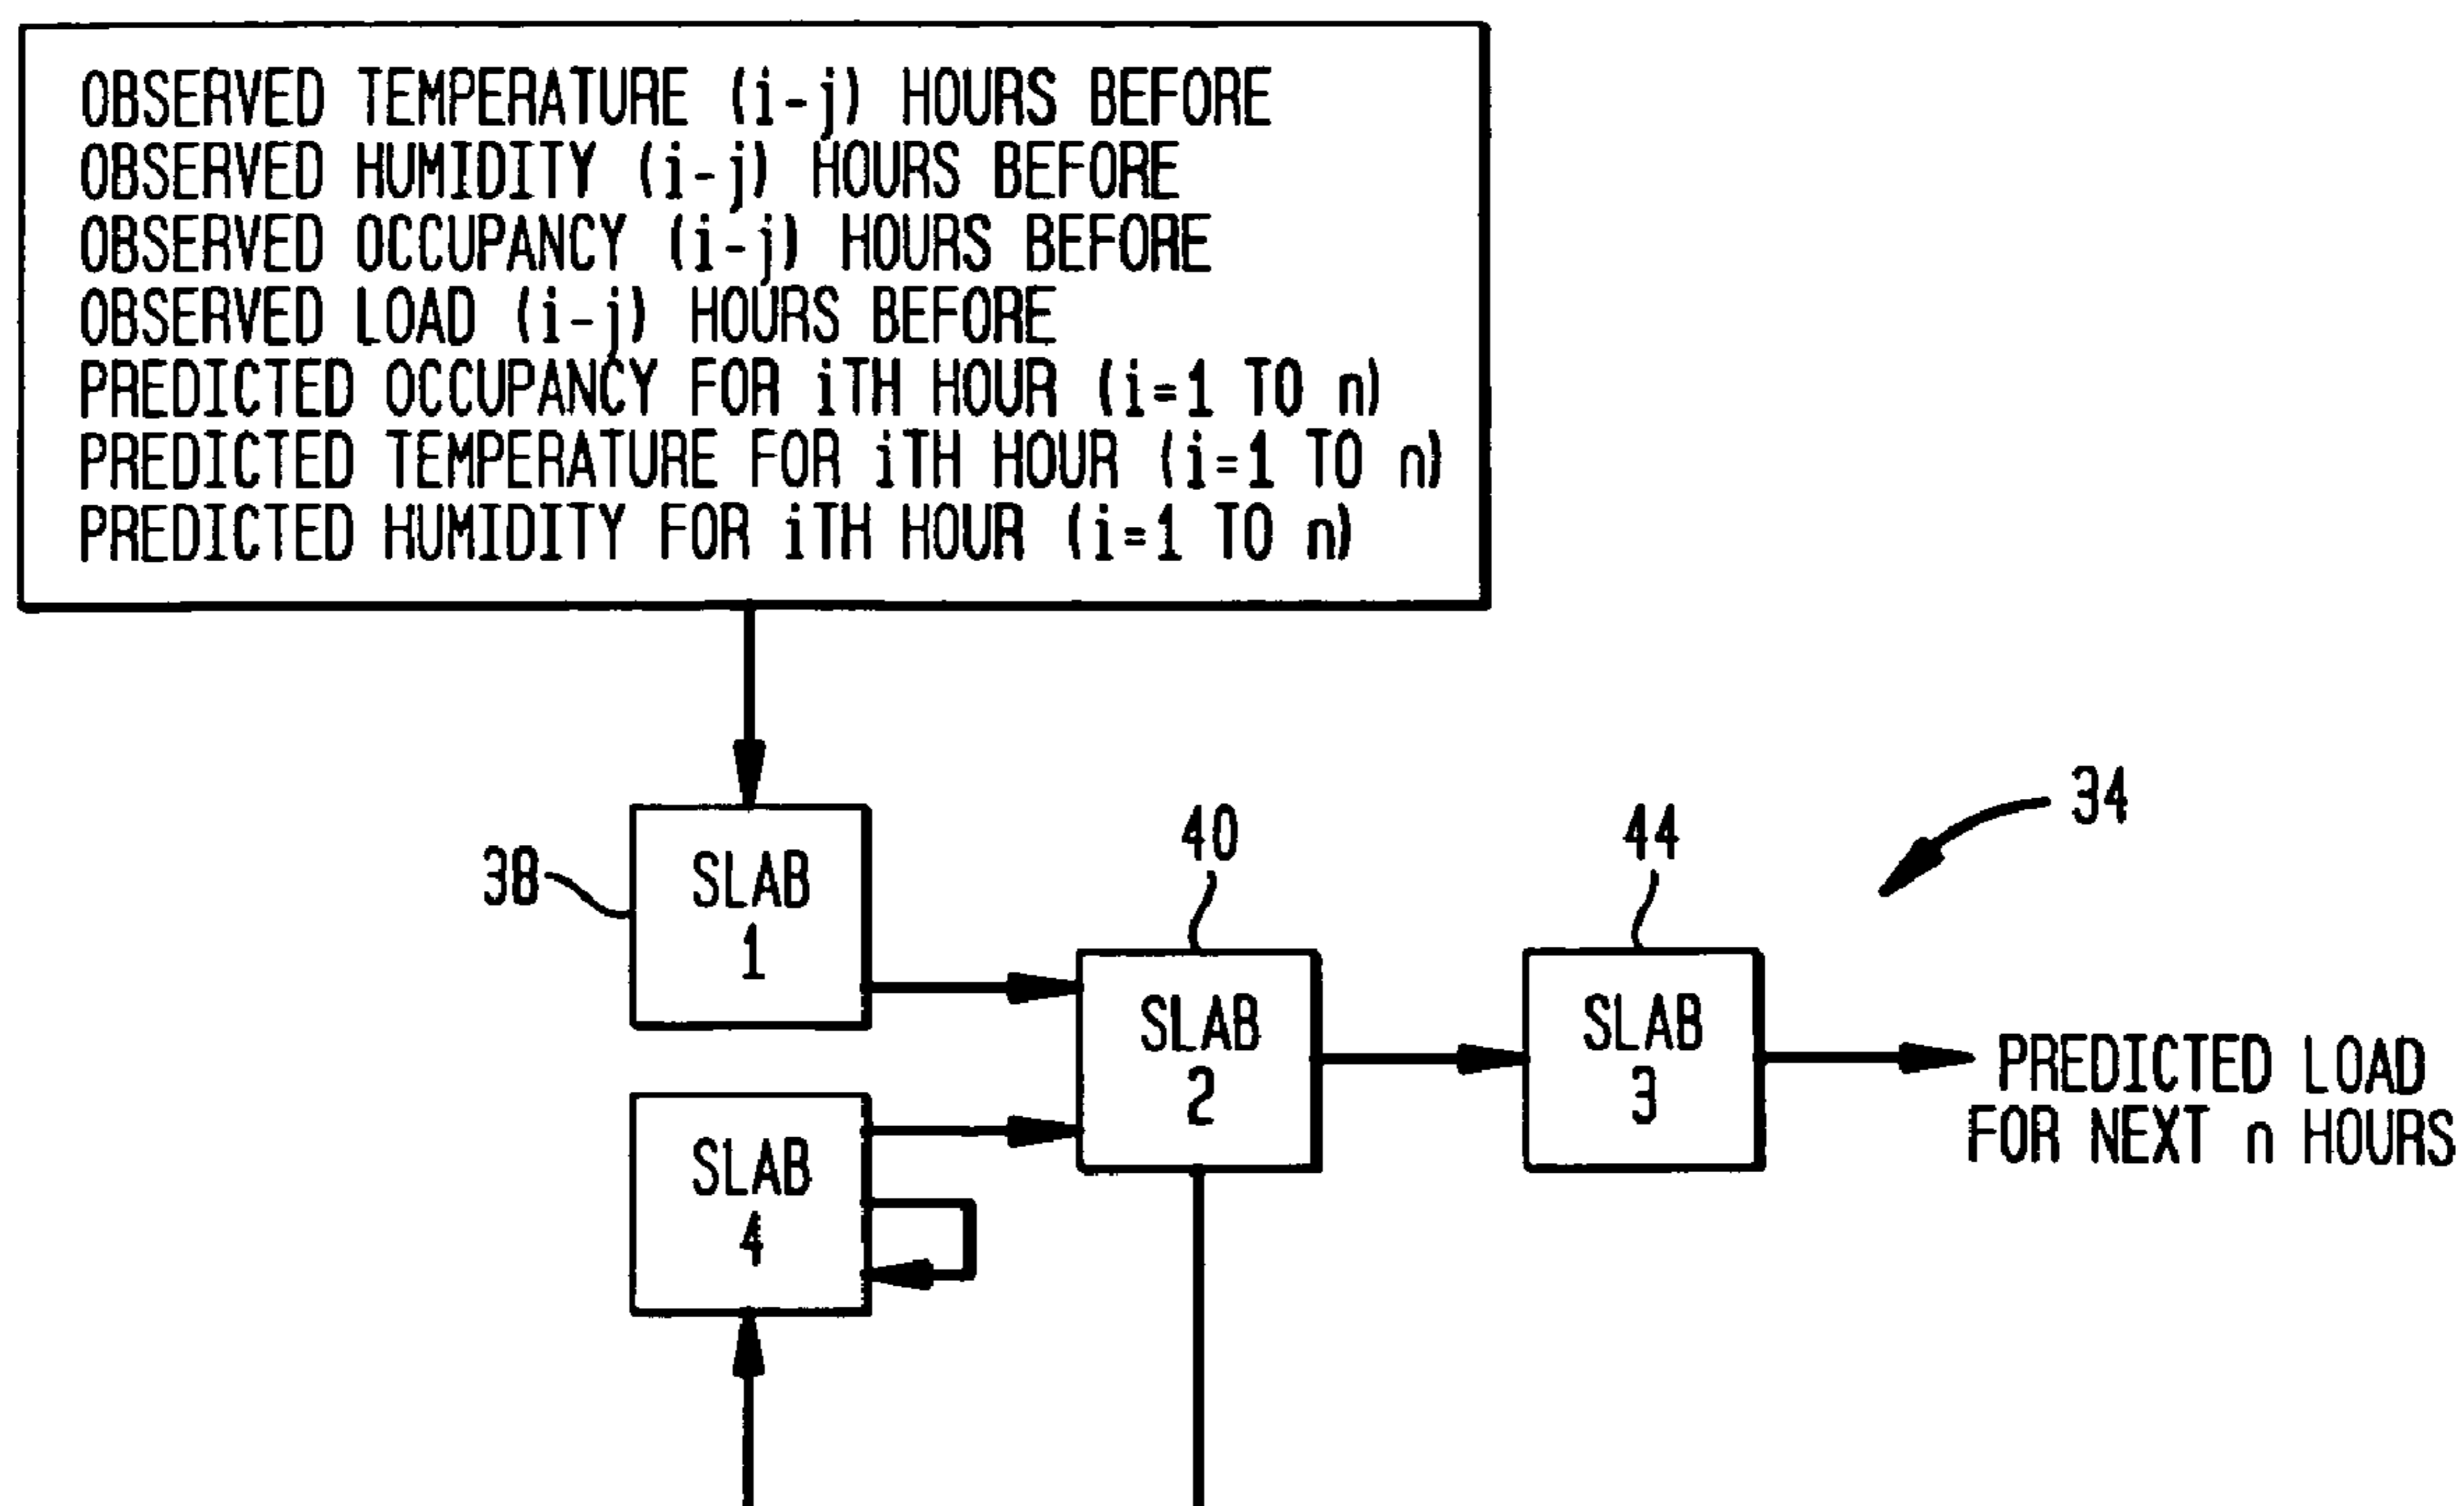 OBSERVED TEMPERATURE (i-j) HOURS BEFORE
OBSERVED HUMIDITY (i-j) HOURS BEFORE
OBSERVED OCCUPANCY (i-j) HOURS BEFORE
OBSERVED LOAD (i-j) HOURS BEFORE
PREDICTED OCCUPANCY FOR iTH HOUR (i=1 TO n)
PREDICTED TEMPERATURE FOR iTH HOUR (i=1 TO n)
PREDICTED HUMIDITY FOR iTH HOUR (i=1 TO n)
34
38
SLAB
1
40
SLAB
2
44
SLAB
3
PREDICTED LOAD
FOR NEXT n HOURS
SLAB
4